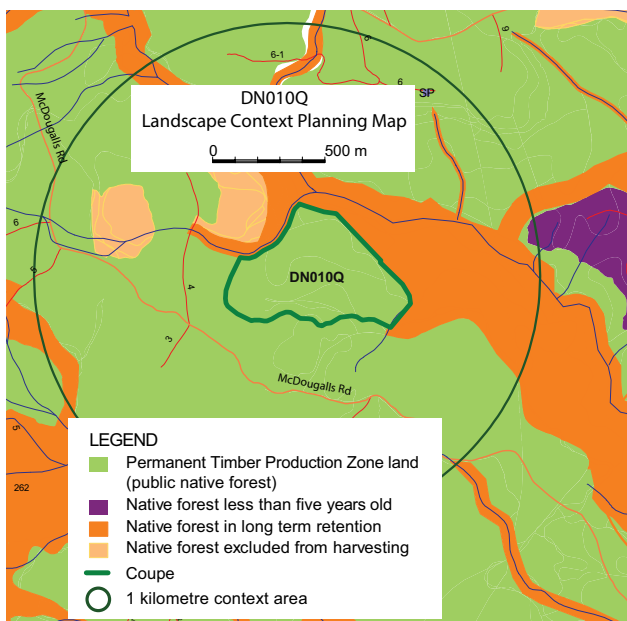 6-1
6
6
9
SP
McDougalls Rd
DN010Q
Landscape Context Planning Map
0 500 m
6
5
4
3
DN010Q
McDougalls Rd
5
262
LEGEND
Permanent Timber Production Zone land
(public native forest)
Native forest less than five years old
Native forest in long term retention
Native forest excluded from harvesting
Coupe
1 kilometre context area